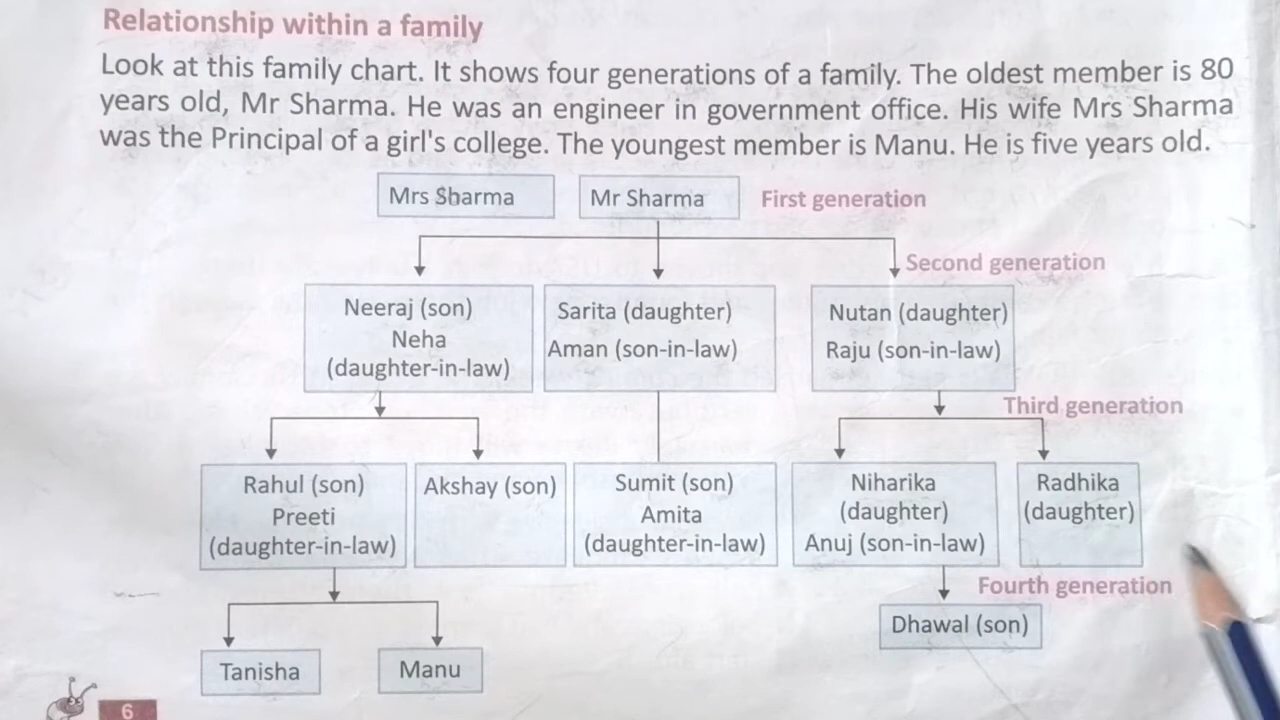 Relationship within a family
Look at this family chart. It shows four generations of a family. The oldest member is 80
years old, Mr Sharma. He was an engineer in government office. His wife Mrs Sharma
was the Principal of a girl's college. The youngest member is Manu. He is five years old.
Mrs Sharma
Mr Sharma
First generation
Second generation
Neeraj (son)
Neha
(daughter-in-law)
Sarita (daughter)
Aman (son-in-law)
Nutan (daughter)
Raju (son-in-law)
Third generation
Rahul (son)
Preeti
(daughter-in-law)
Akshay (son)
Sumit (son)
Amita
(daughter-in-law)
Niharika
(daughter)
Anuj (son-in-law)
Radhika
(daughter)
Fourth generation
Dhawal (son)
Tanisha
Manu
6